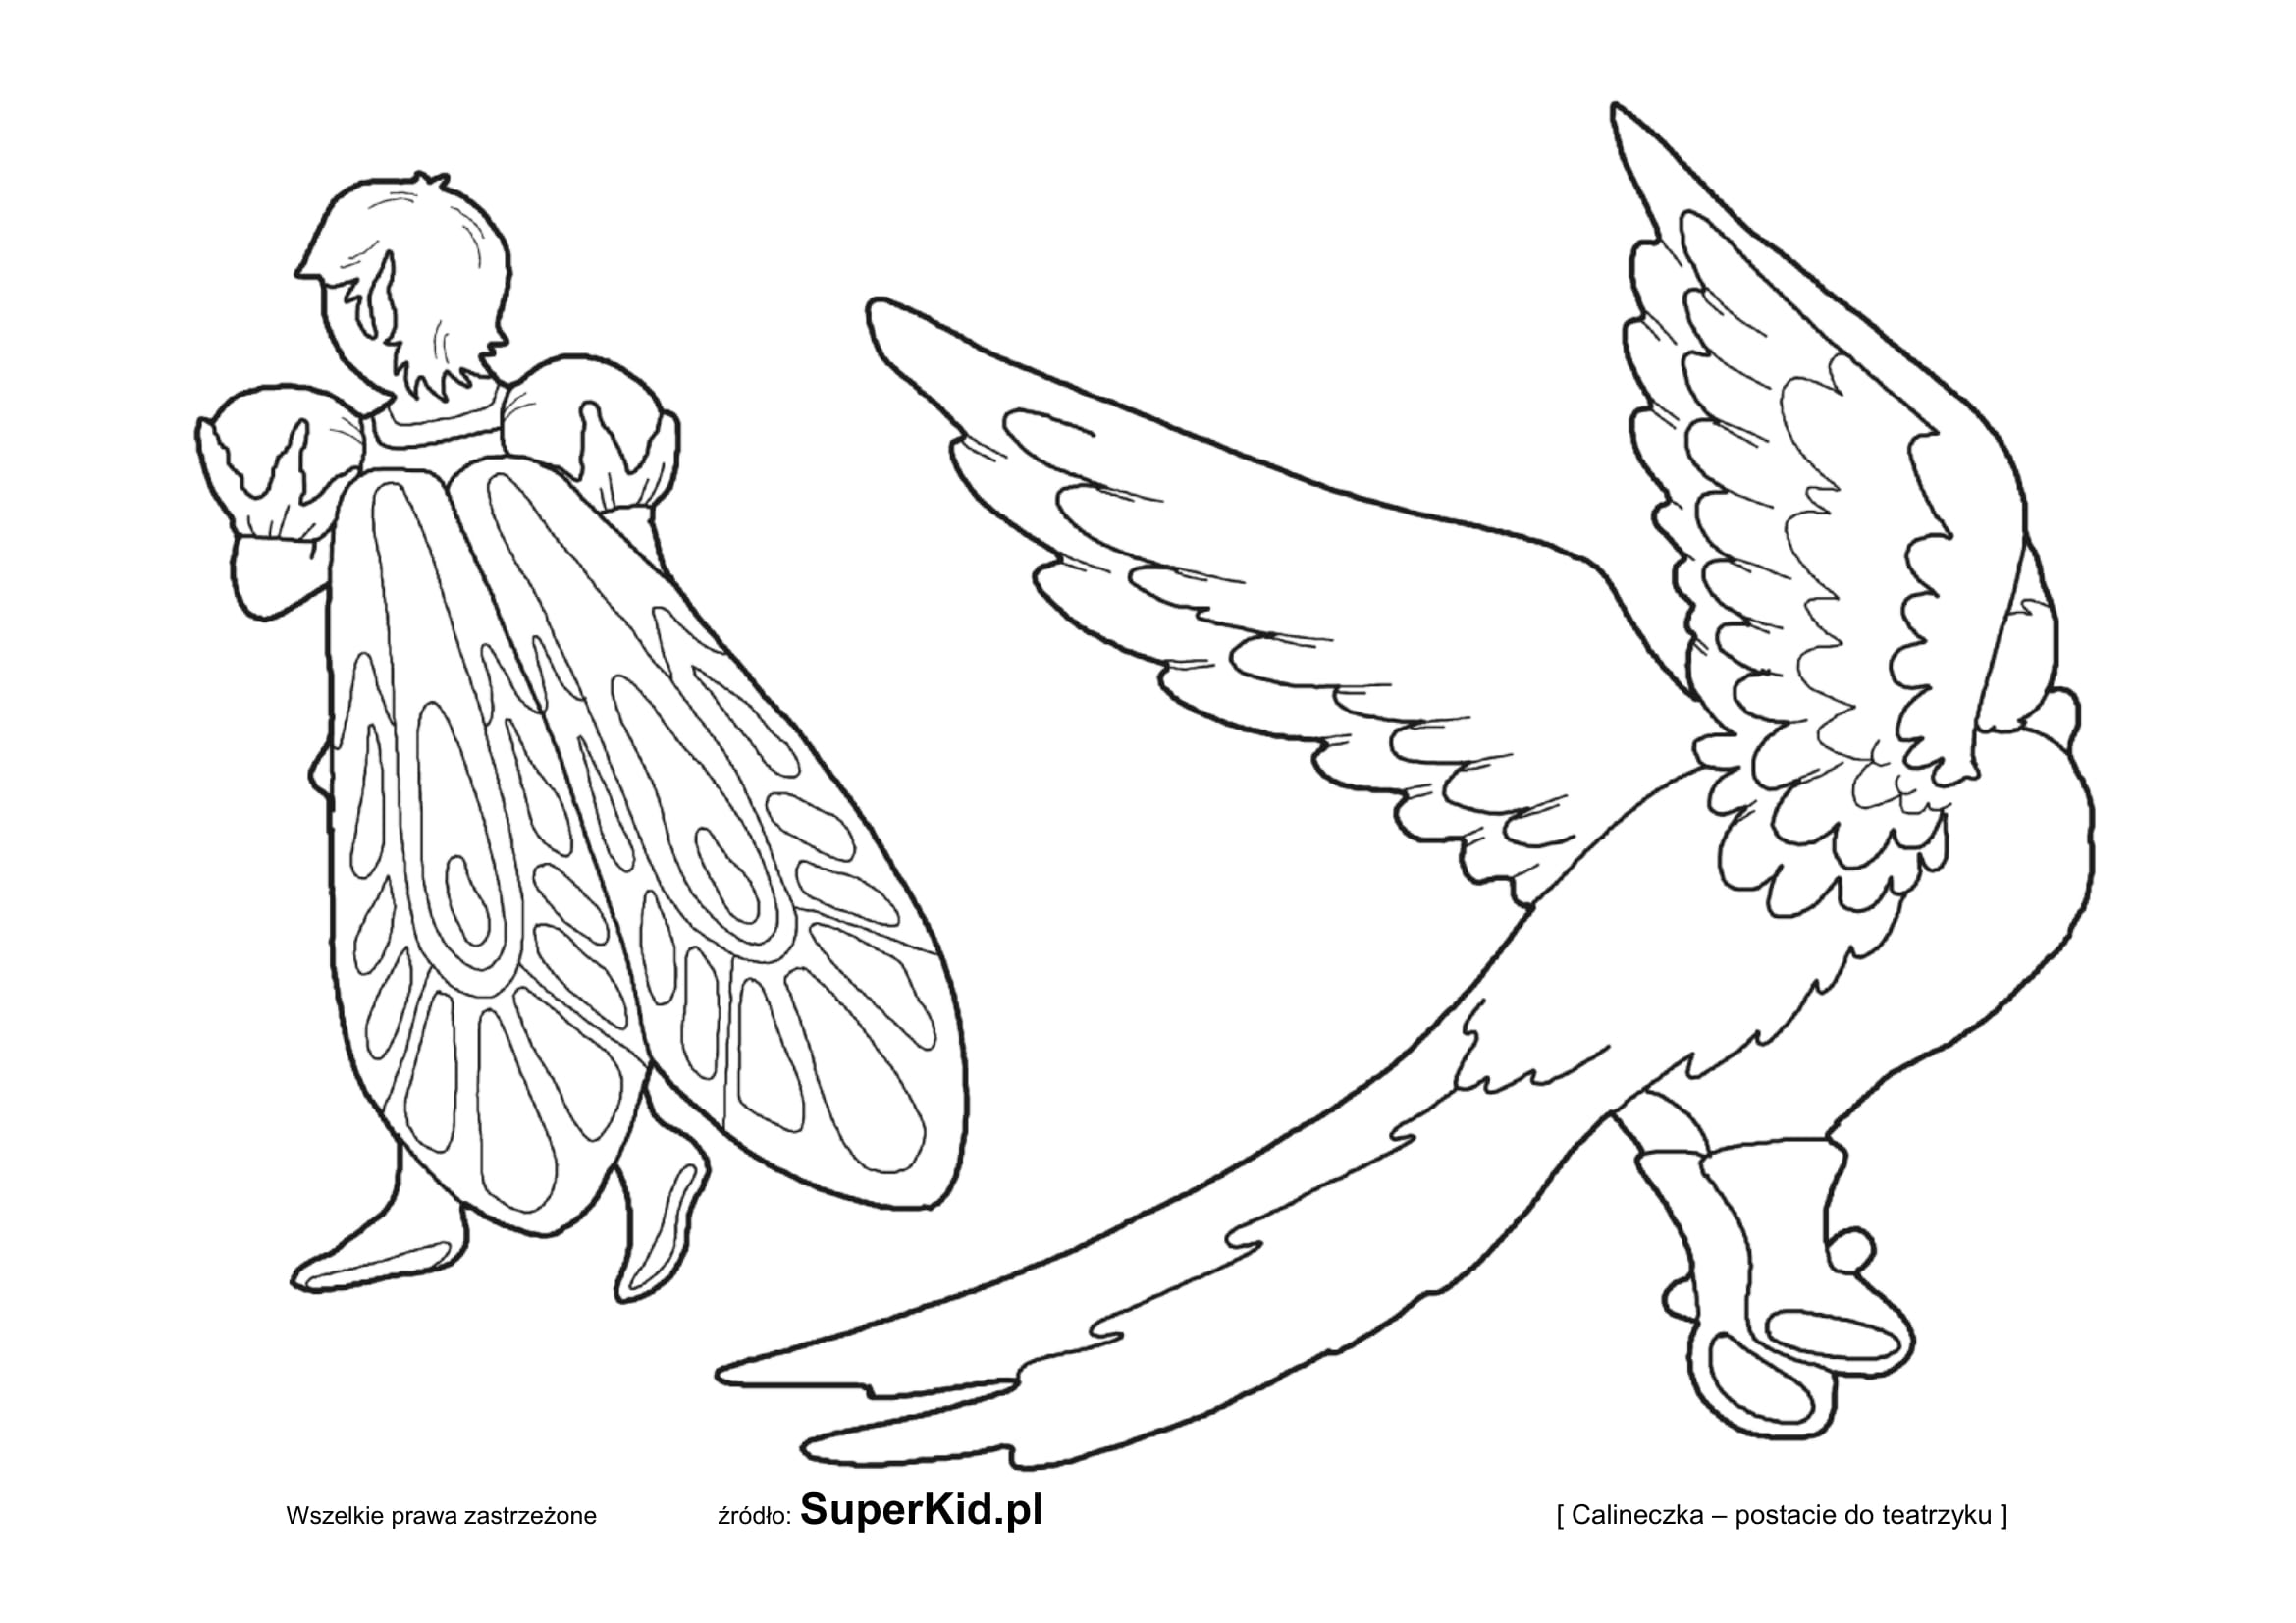 Wszelkie prawa zastrzeżone źródło: SuperKid.pl [ Calineczka – postacie do teatrzyku ]